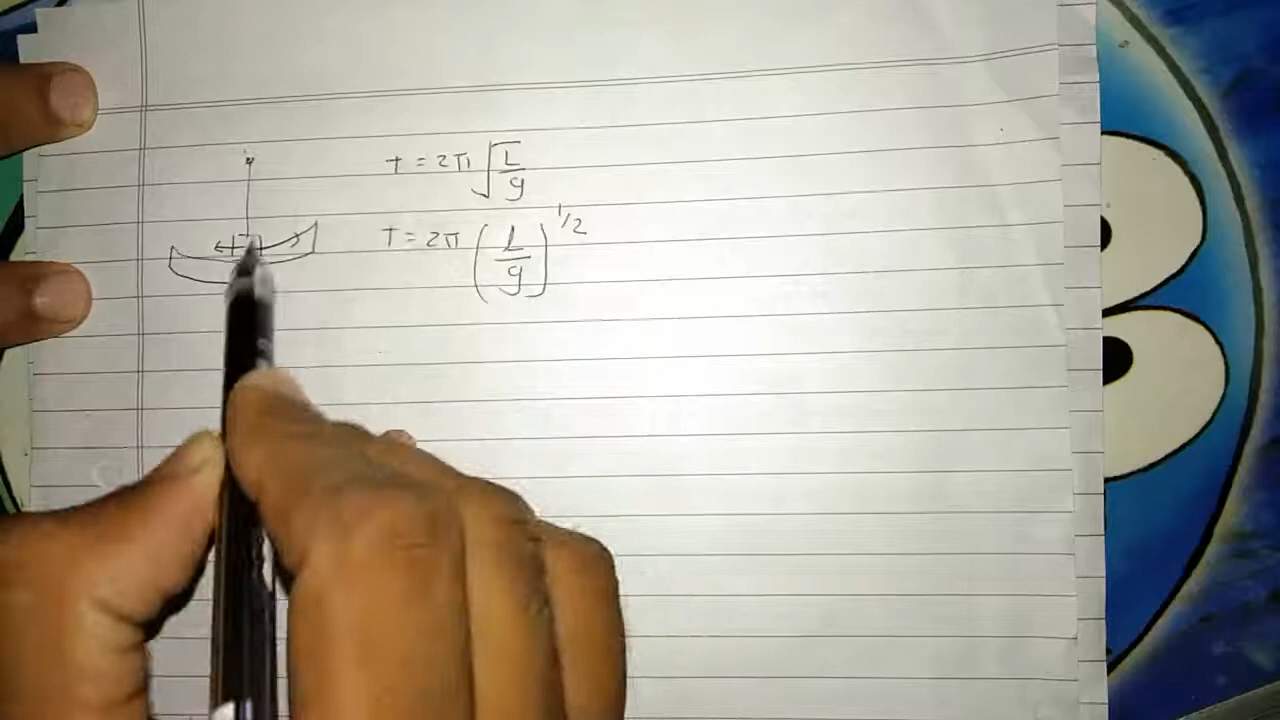 T = 2π √(L/g)
T = 2π (L/g)^1/2